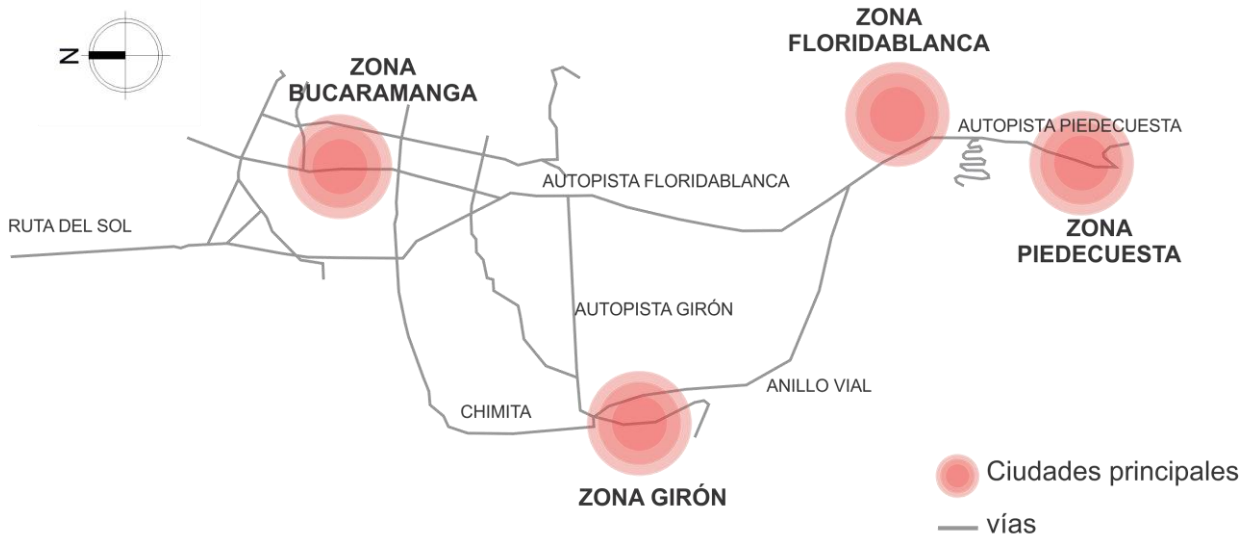 N
ZONA
FLORIDABLANCA
ZONA
BUCARAMANGA
AUTOPISTA PIEDECUESTA
AUTOPISTA FLORIDABLANCA
RUTA DEL SOL
ZONA
PIEDECUESTA
AUTOPISTA GIRÓN
ANILLO VIAL
CHIMITA
ZONA GIRÓN
Ciudades principales
vías